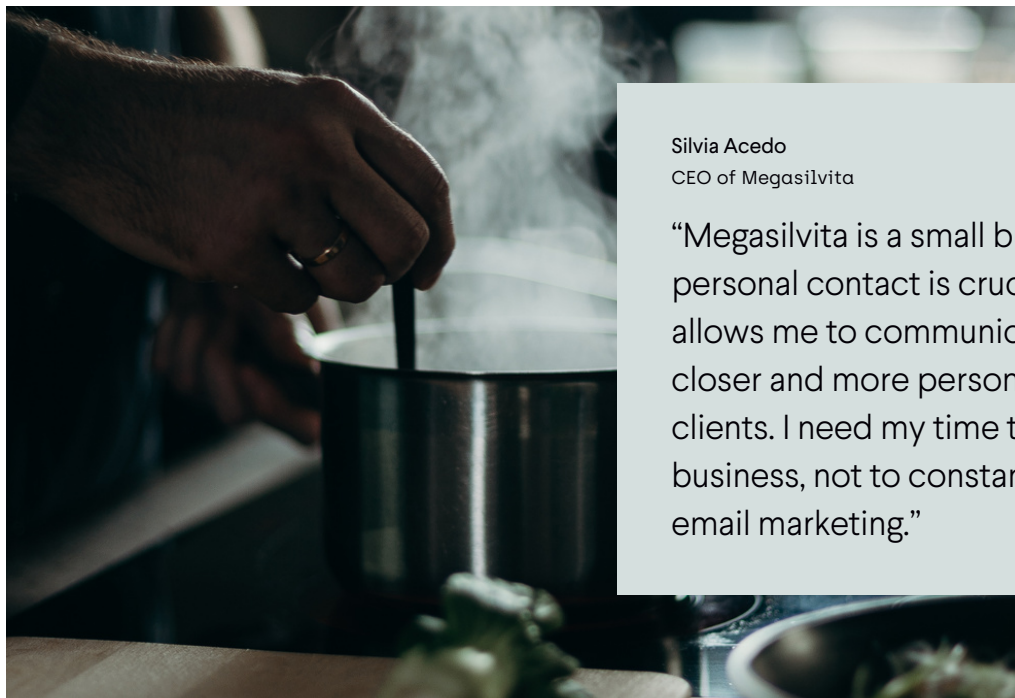 Silvia Acedo
CEO of Megasilvita
“Megasilvita is a small b
personal contact is cruc
allows me to communic
closer and more person
clients. I need my time t
business, not to constan
email marketing.”